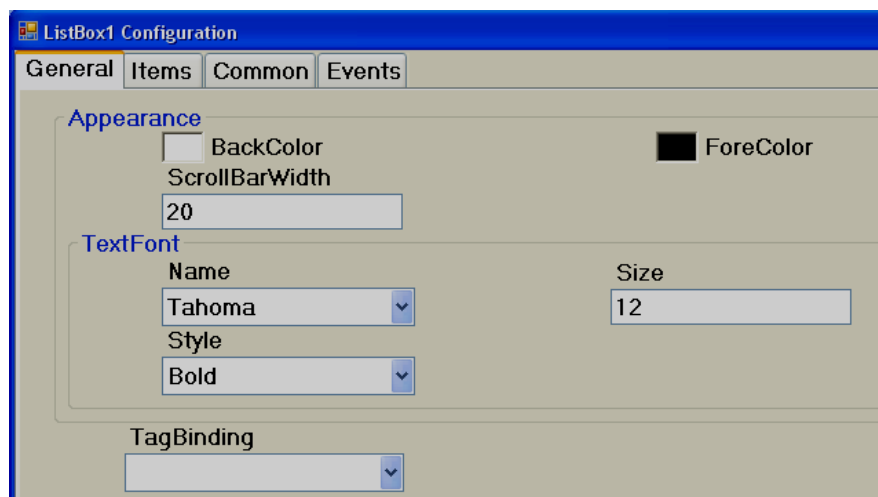 ListBox1 Configuration
General Items Common Events
Appearance
BackColor ForeColor
ScrollBarWidth
20
TextFont
Name Size
Tahoma 12
Style
Bold
TagBinding